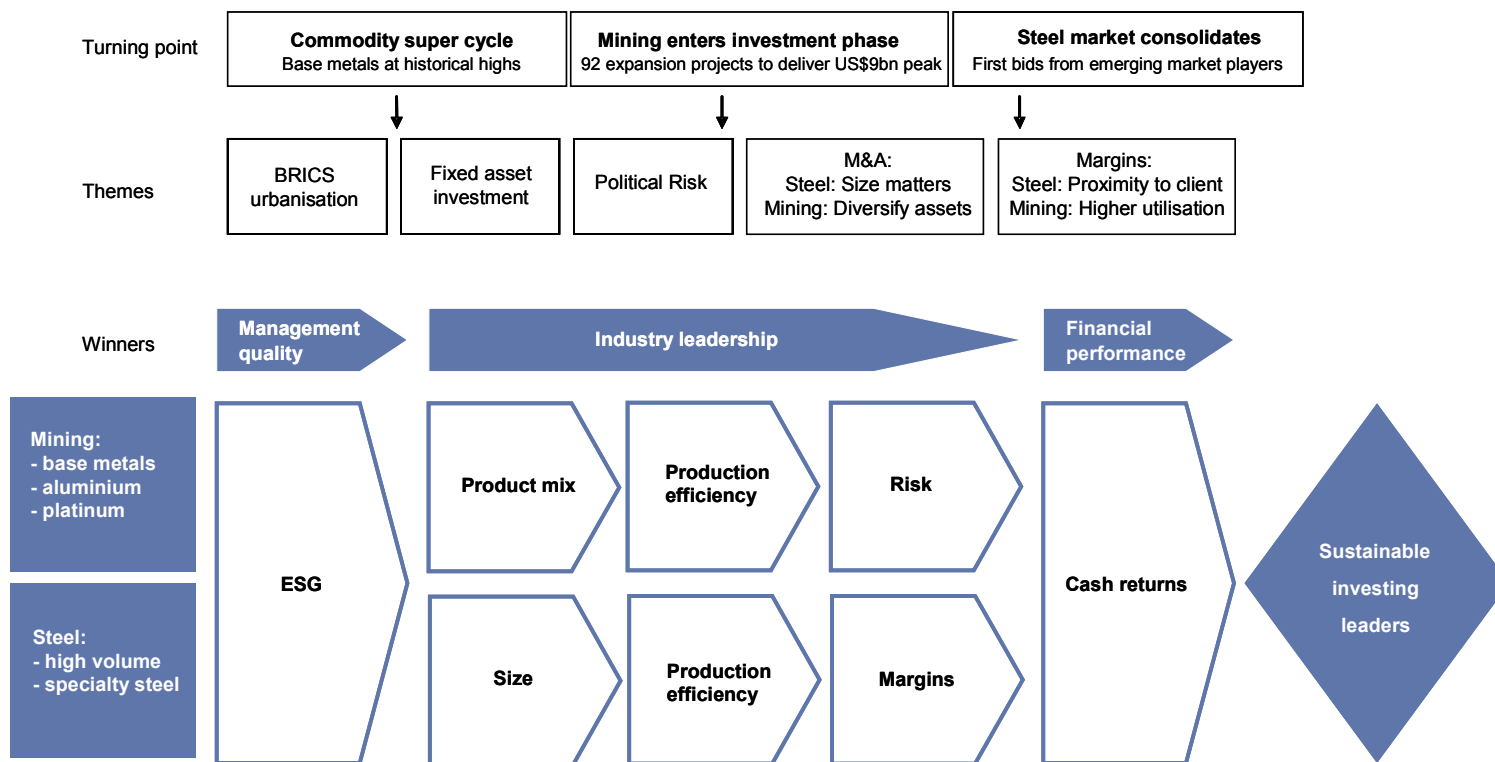 Turning point
Commodity super cycle
Base metals at historical highs
Mining enters investment phase
92 expansion projects to deliver US$9bn peak
Steel market consolidates
First bids from emerging market players
Themes
BRICS
urbanisation
Fixed asset
investment
Political Risk
M&A:
Steel: Size matters
Mining: Diversify assets
Margins:
Steel: Proximity to client
Mining: Higher utilisation
Winners
Management
quality
Industry leadership
Financial
performance
Mining:
- base metals
- aluminium
- platinum
Steel:
- high volume
- specialty steel
ESG
Product mix
Production
efficiency
Risk
Size
Production
efficiency
Margins
Cash returns
Sustainable
investing
leaders